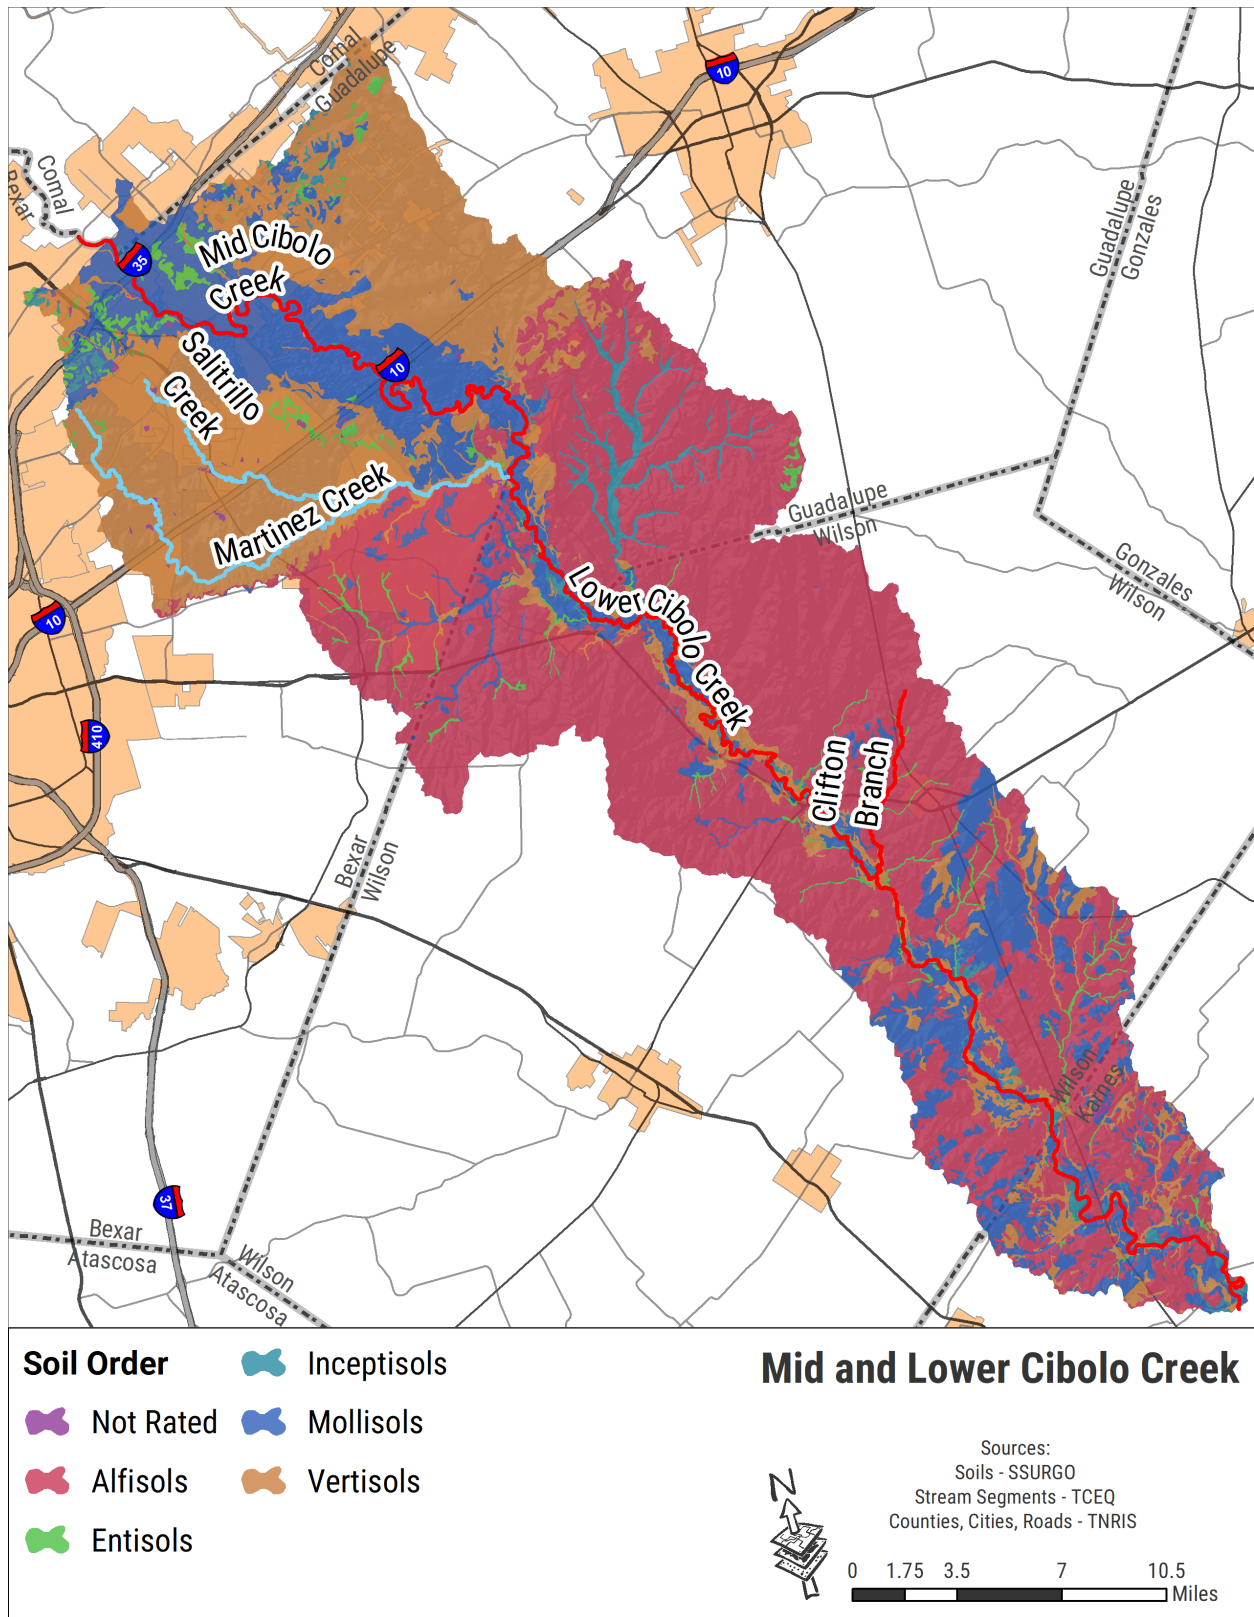 Comal
Guadalupe
10
Comal
Bexar
Guadalupe
Gonzales
35
Mid Cibolo
Creek
10
Salitrillo
Creek
Martinez Creek
Guadalupe
Wilson
Gonzales
Wilson
10
Lower Cibolo Creek
410
Clifton
Branch
Bexar
Wilson
Wilson
Karnes
37
Bexar
Atascosa
Wilson
Atascosa
Soil Order
Not Rated
Alfisols
Entisols
Inceptisols
Mollisols
Vertisols
Mid and Lower Cibolo Creek
Sources:
Soils - SSURGO
Stream Segments - TCEQ
Counties, Cities, Roads - TNRIS
N
0 1.75 3.5 7 10.5
Miles